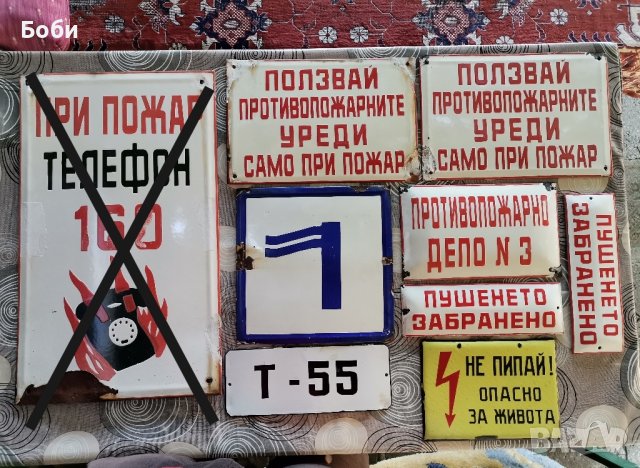 Боби
ПРИ ПОЖАР
ТЕЛЕФОН
160
ПОЛЗВАЙ
ПРОТИВОПОЖАРНИТЕ
УРЕДИ
САМО ПРИ ПОЖАР
ПОЛЗВАЙ
ПРОТИВОПОЖАРНИТЕ
УРЕДИ
САМО ПРИ ПОЖАР
ПРОТИВОПОЖАРНО
ДЕПО N 3
ПУШЕНЕТО
ЗАБРАНЕНО
ПУШЕНЕТО
ЗАБРАНЕНО
Т - 55
НЕ ПИПАЙ!
ОПАСНО
ЗА ЖИВОТА
BAZAR